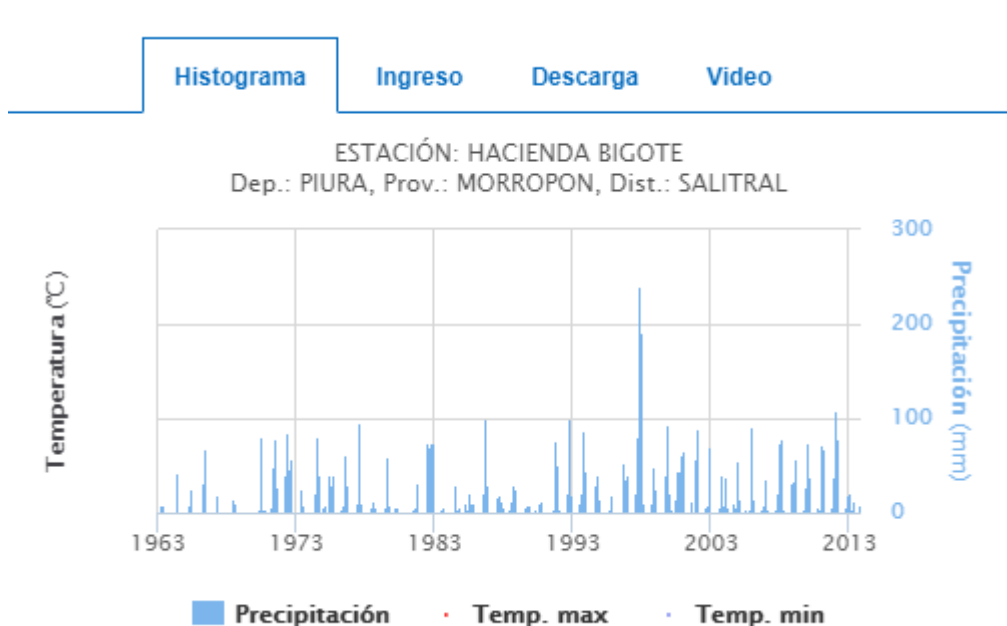 Histograma Ingreso Descarga Video
ESTACIÓN: HACIENDA BIGOTE
Dep.: PIURA, Prov.: MORROPON, Dist.: SALITRAL
300
200
100
0
Temperatura (°C)
Precipitación (mm)
1963 1973 1983 1993 2003 2013
Precipitación Temp. max Temp. min